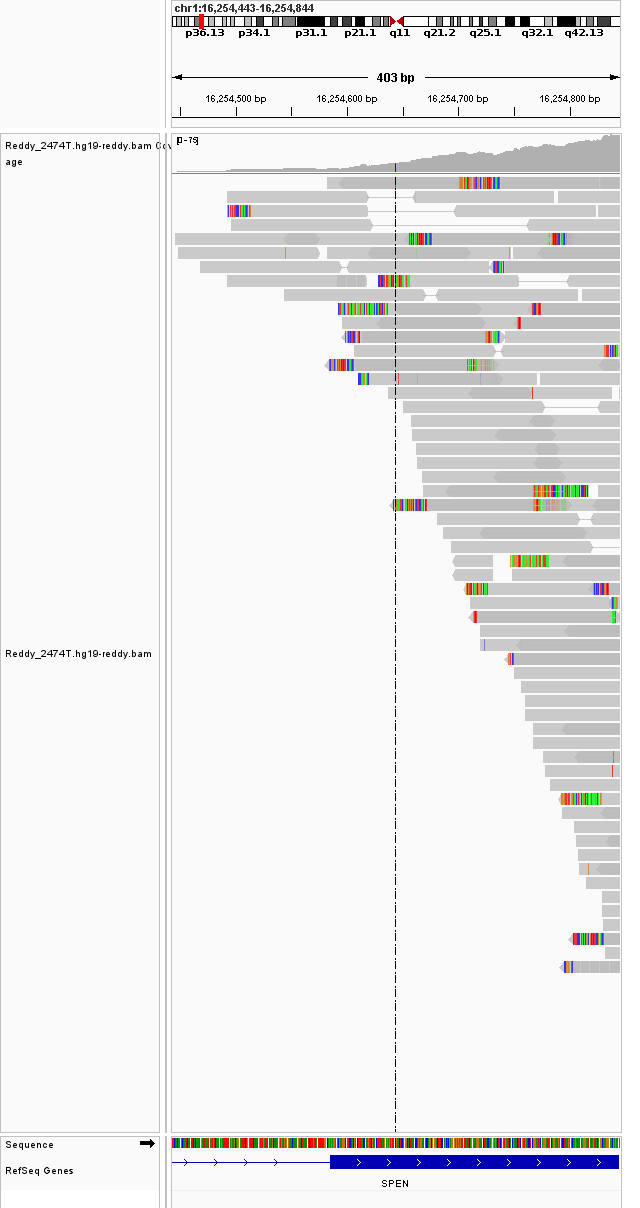 chr1:16,254,443-16,254,844
p36.13 p34.1 p31.1 p21.1 q11 q21.2 q25.1 q32.1 q42.13
403 bp
16,254,500 bp 16,254,600 bp 16,254,700 bp 16,254,800 bp
Reddy_2474T.hg19-reddy.bam Cov
age
Reddy_2474T.hg19-reddy.bam
Sequence
RefSeq Genes
SPEN